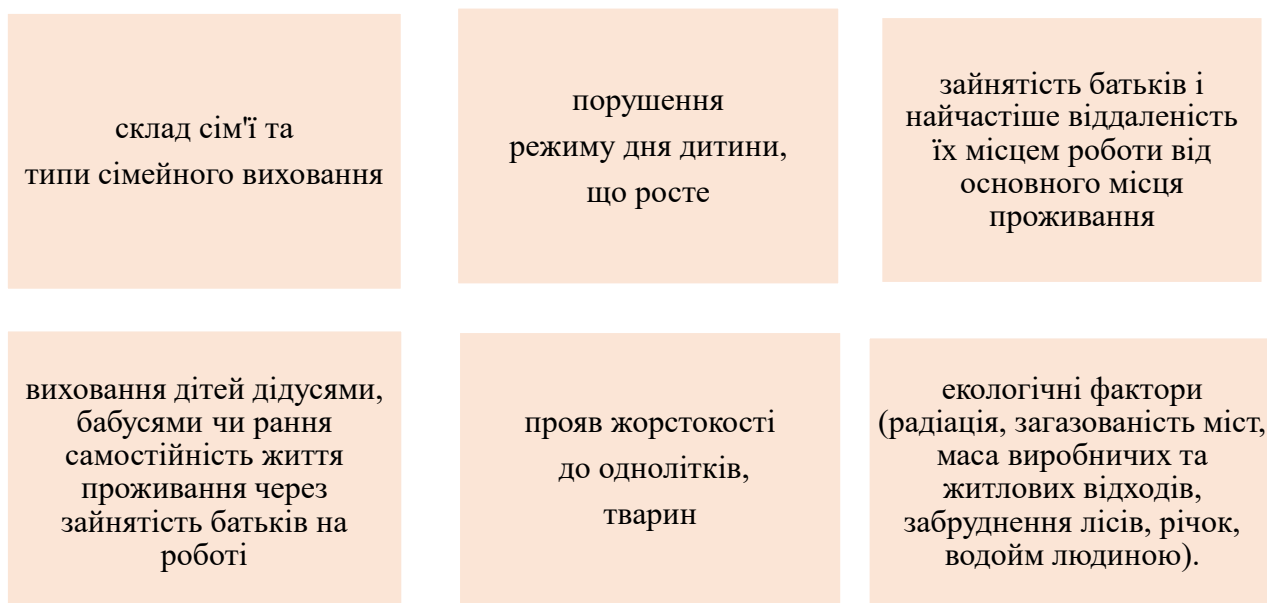 склад сім'ї та
типи сімейного виховання
порушення
режиму дня дитини,
що росте
зайнятість батьків і
найчастіше віддаленість
їх місцем роботи від
основного місця
проживання
виховання дітей дідусями,
бабусями чи рання
самостійність життя
проживання через
зайнятість батьків на
роботі
прояв жорстокості
до однолітків,
тварин
екологічні фактори
(радіація, загазованість міст,
маса виробничих та
житлових відходів,
забруднення лісів, річок,
водойм людиною).